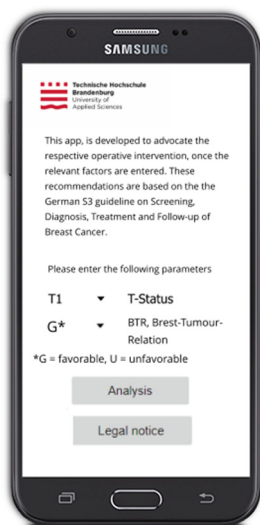 SAMSUNG
Technische Hochschule
Brandenburg
University of
Applied Sciences
This app, is developed to advocate the
respective operative intervention, once the
relevant factors are entered. These
recommendations are based on the the
German S3 guideline on Screening,
Diagnosis, Treatment and Follow-up of
Breast Cancer.
Please enter the following parameters
T1 T-Status
G* BTR, Brest-Tumour-
Relation
*G = favorable, U = unfavorable
Analysis
Legal notice